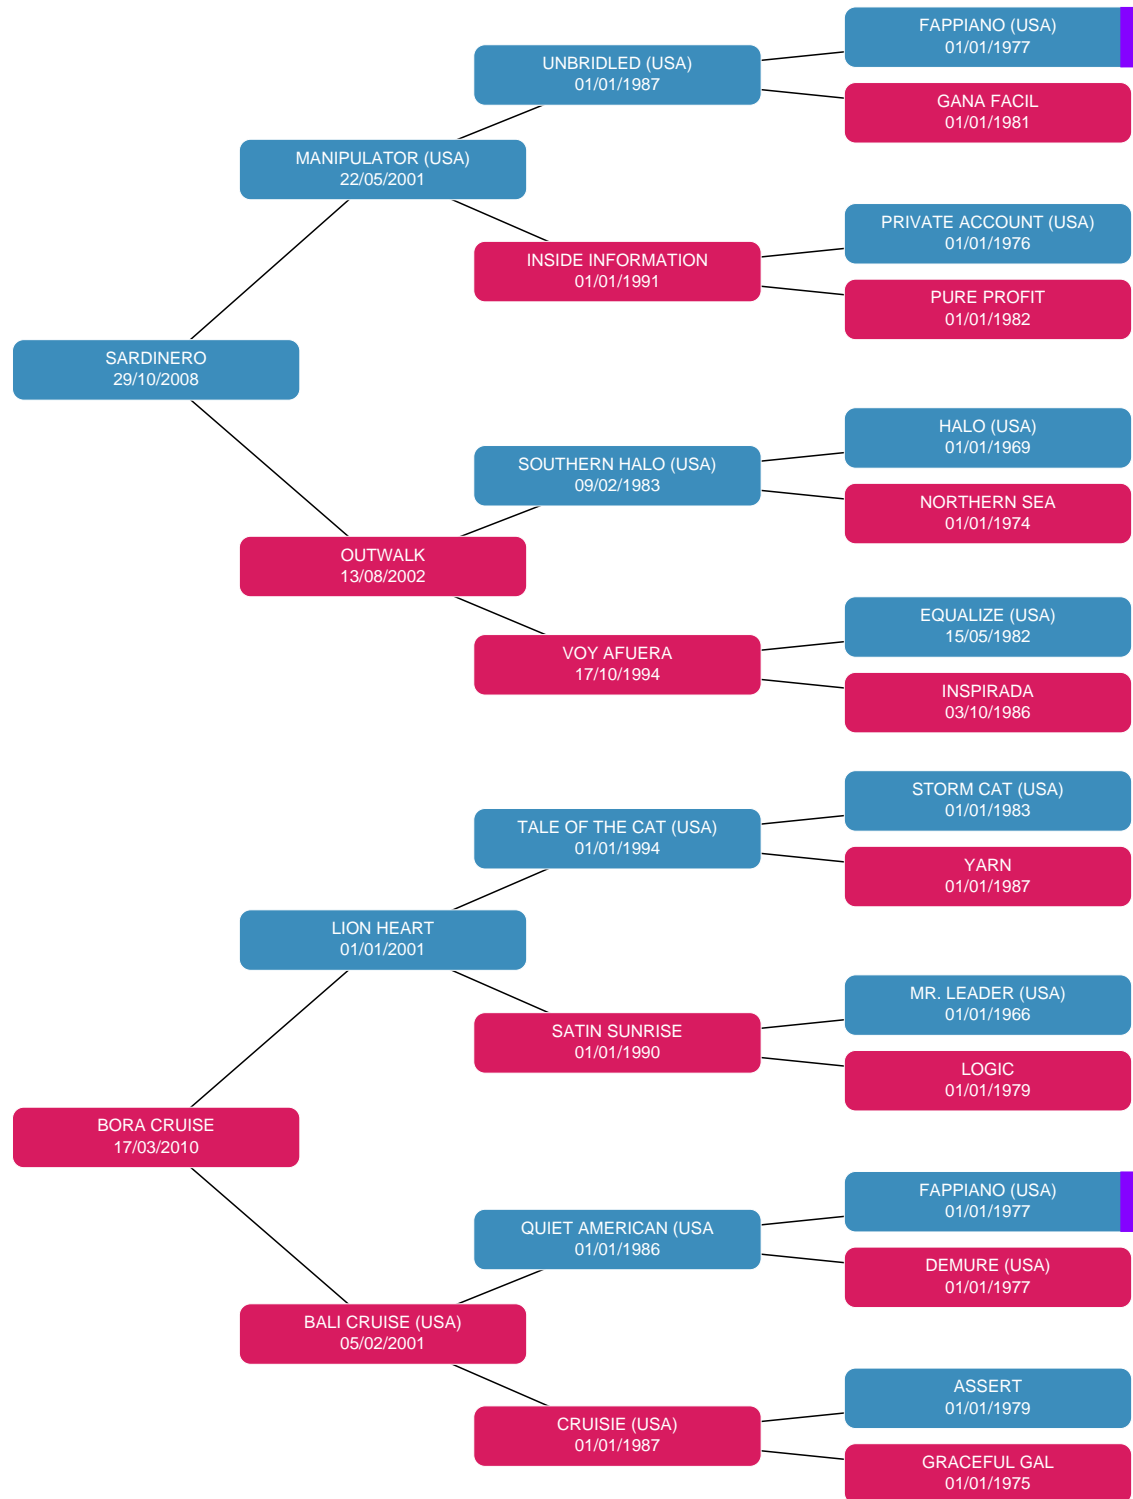 FAPPIANO (USA)
01/01/1977
UNBRIDLED (USA)
01/01/1987
GANA FACIL
01/01/1981
MANIPULATOR (USA)
22/05/2001
PRIVATE ACCOUNT (USA)
01/01/1976
INSIDE INFORMATION
01/01/1991
PURE PROFIT
01/01/1982
SARDINERO
29/10/2008
HALO (USA)
01/01/1969
SOUTHERN HALO (USA)
09/02/1983
NORTHERN SEA
01/01/1974
OUTWALK
13/08/2002
EQUALIZE (USA)
15/05/1982
VOY AFUERA
17/10/1994
INSPIRADA
03/10/1986
STORM CAT (USA)
01/01/1983
TALE OF THE CAT (USA)
01/01/1994
YARN
01/01/1987
LION HEART
01/01/2001
MR. LEADER (USA)
01/01/1966
SATIN SUNRISE
01/01/1990
LOGIC
01/01/1979
BORA CRUISE
17/03/2010
FAPPIANO (USA)
01/01/1977
QUIET AMERICAN (USA
01/01/1986
DEMURE (USA)
01/01/1977
BALI CRUISE (USA)
05/02/2001
ASSERT
01/01/1979
CRUISIE (USA)
01/01/1987
GRACEFUL GAL
01/01/1975